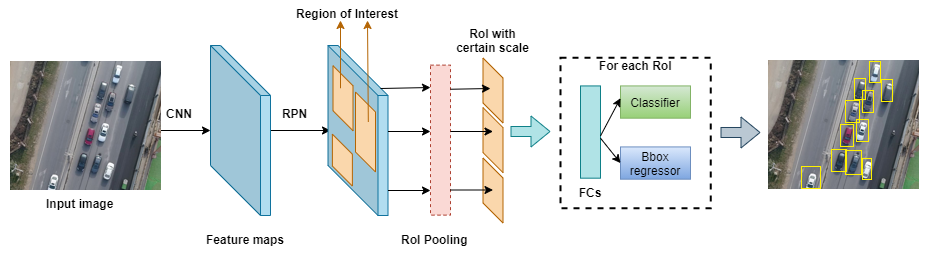 Region of Interest
RoI with
certain scale
For each RoI
CNN
RPN
Classifier
Bbox
regressor
FCs
Input image
Feature maps
RoI Pooling